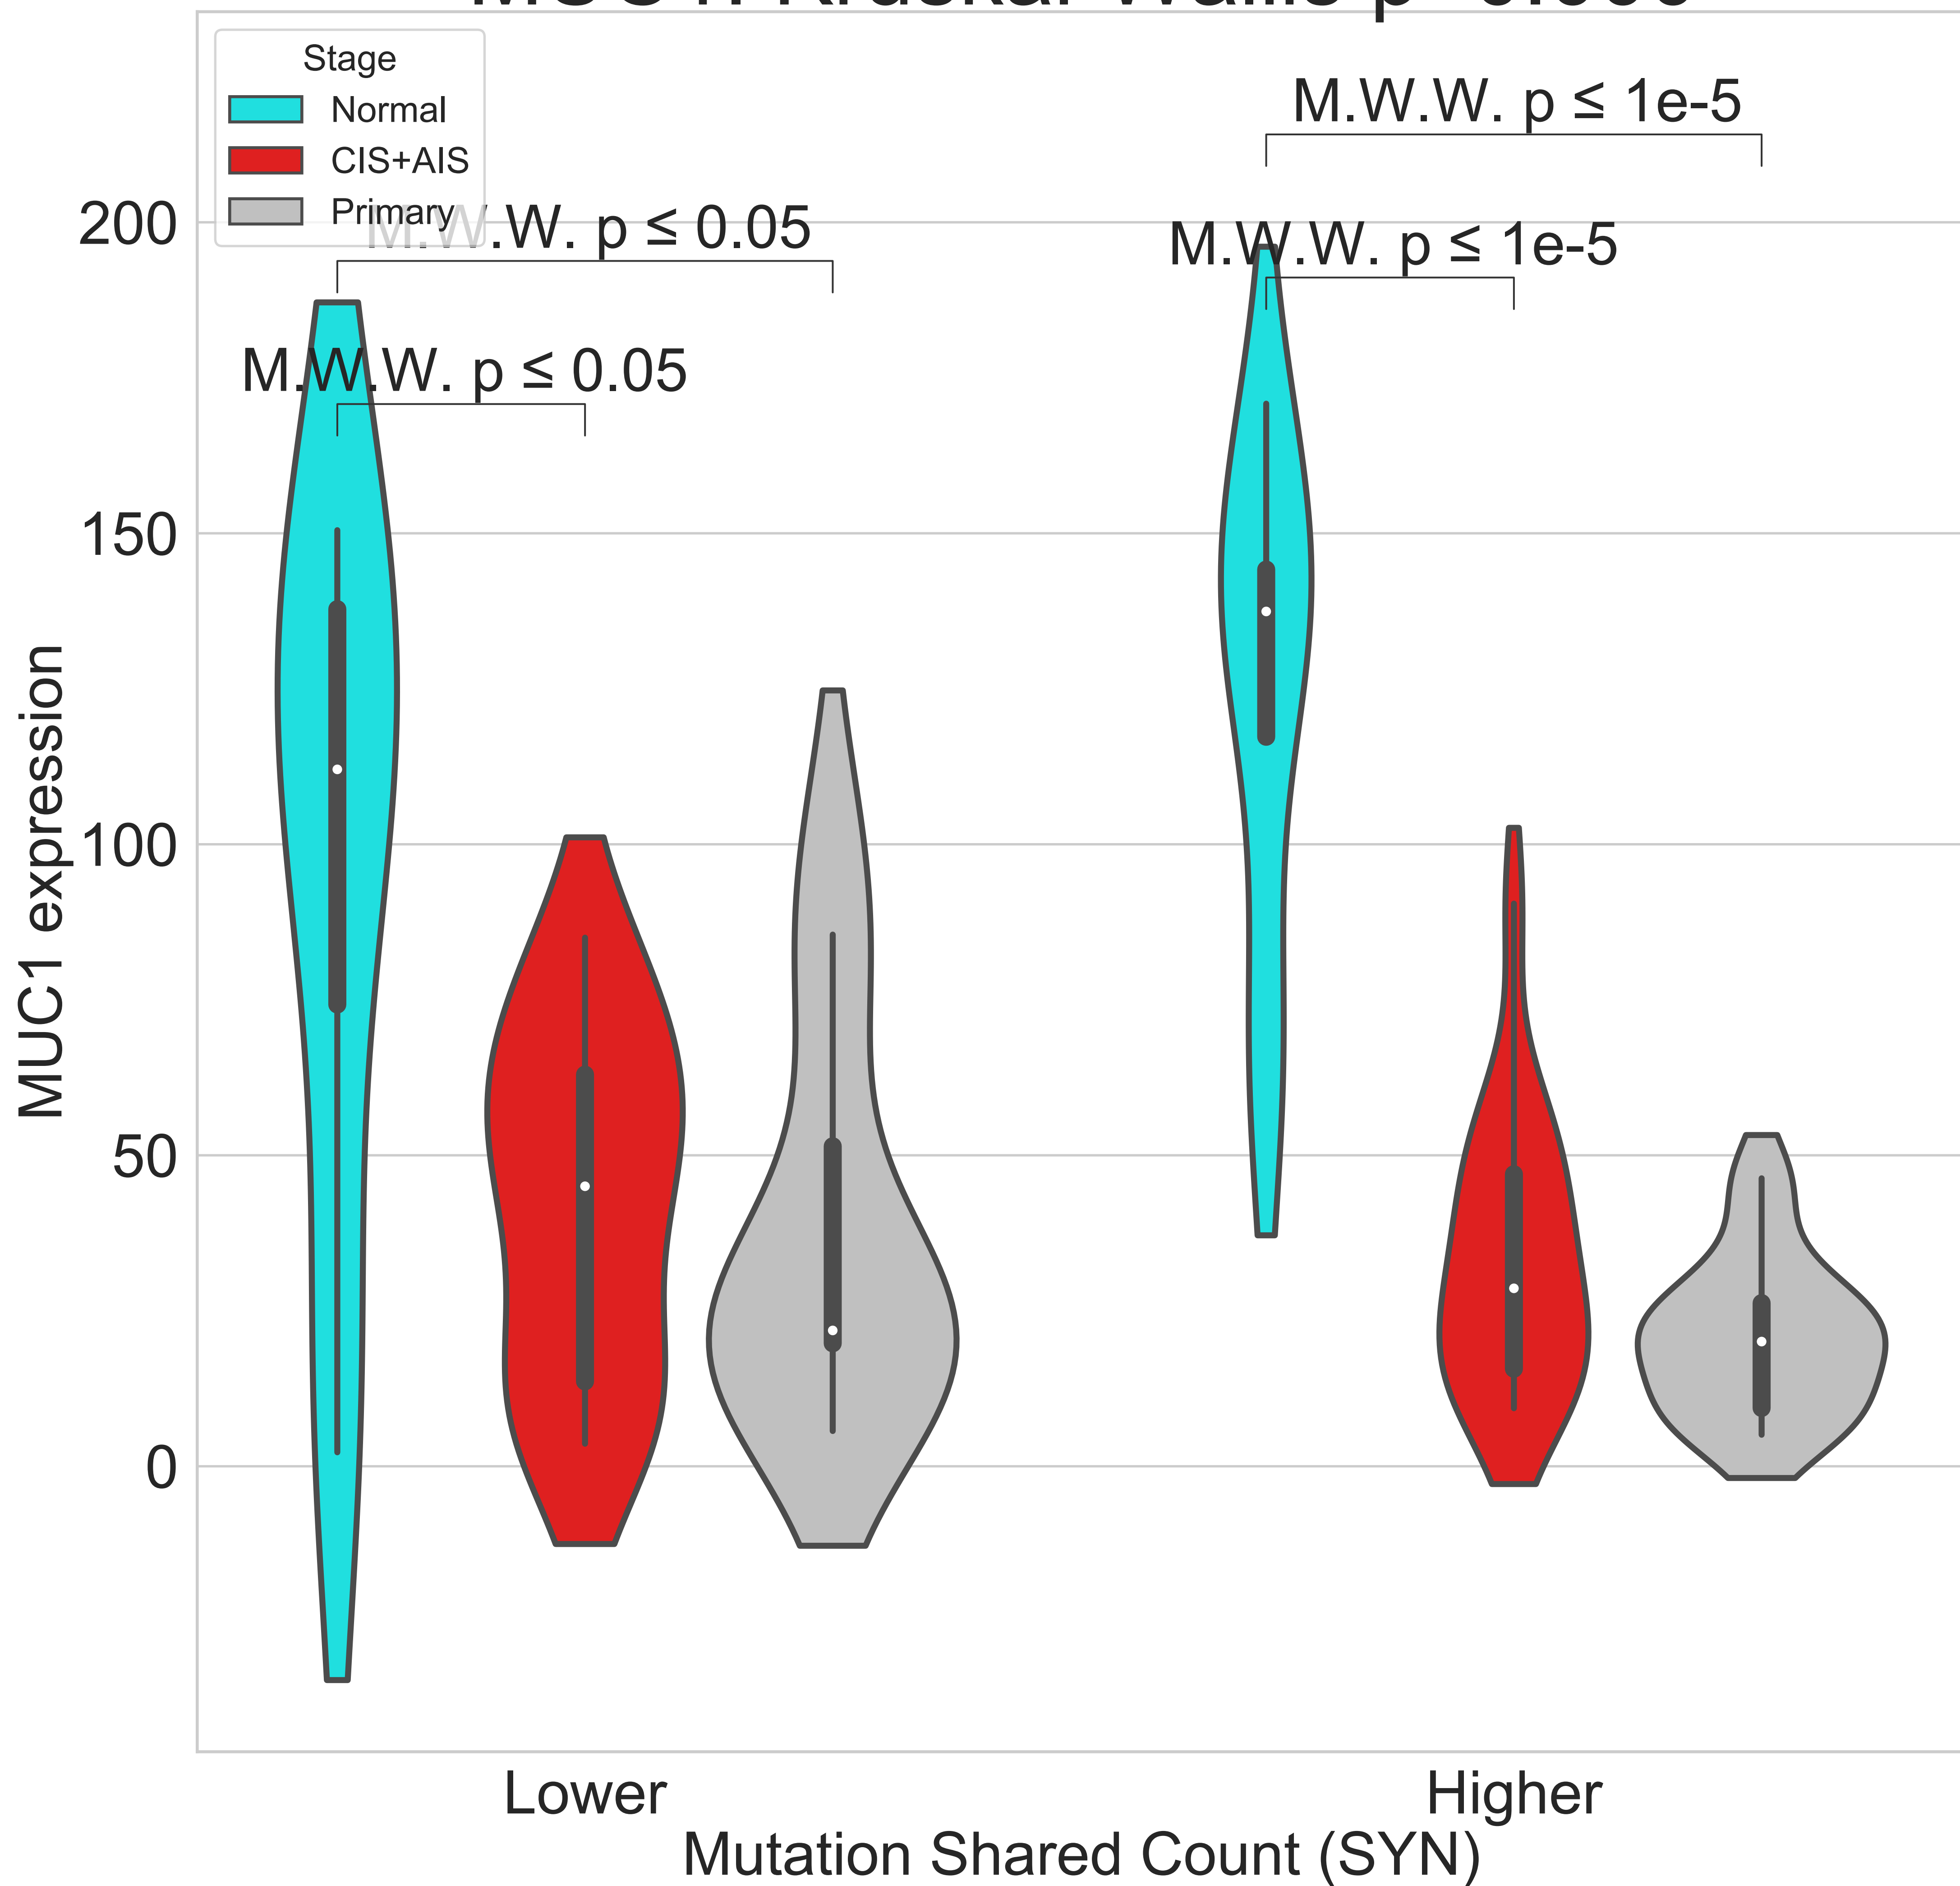 Stage
Normal
CIS+AIS
Primary
M.W.W. p ≤ 1e-5
M.W.W. p ≤ 0.05
M.W.W. p ≤ 1e-5
M.W.W. p ≤ 0.05
200
150
100
50
0
MUC1 expression
Lower
Higher
Mutation Shared Count (SYN)